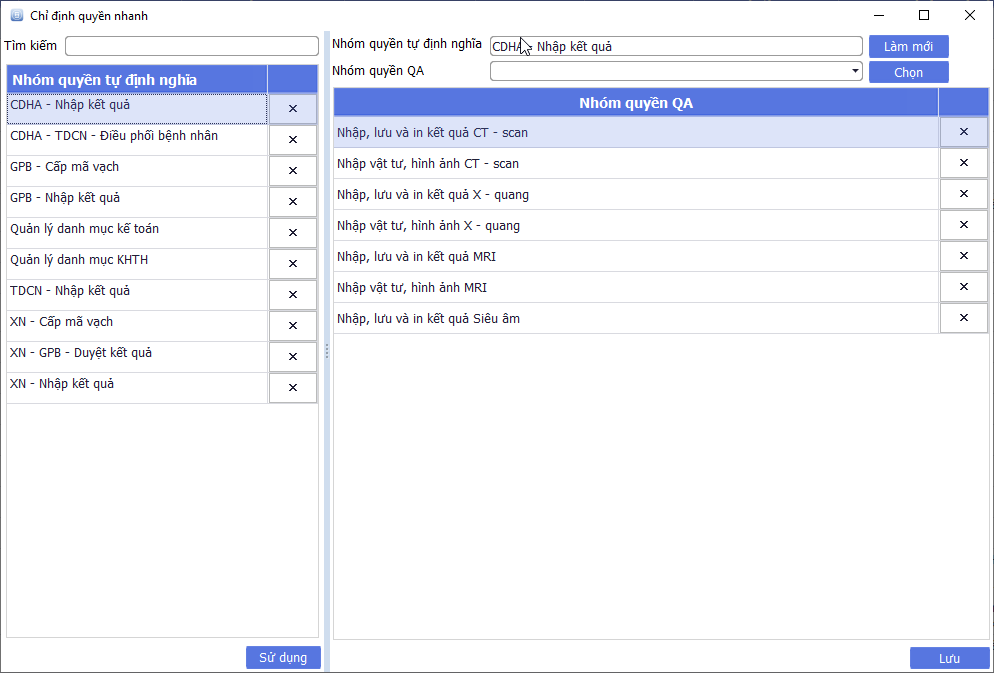 Chỉ định quyền nhanh
Tìm kiếm
Nhóm quyền tự định nghĩa
CDHA - Nhập kết quả
CDHA - TDCN - Điều phối bệnh nhân
GPB - Cấp mã vạch
GPB - Nhập kết quả
Quản lý danh mục kế toán
Quản lý danh mục KHTH
TDCN - Nhập kết quả
XN - Cấp mã vạch
XN - GPB - Duyệt kết quả
XN - Nhập kết quả
Sử dụng
Nhóm quyền tự định nghĩa
CDHA - Nhập kết quả
Làm mới
Nhóm quyền QA
Chọn
Nhóm quyền QA
Nhập, lưu và in kết quả CT - scan
Nhập vật tư, hình ảnh CT - scan
Nhập, lưu và in kết quả X - quang
Nhập vật tư, hình ảnh X - quang
Nhập, lưu và in kết quả MRI
Nhập vật tư, hình ảnh MRI
Nhập, lưu và in kết quả Siêu âm
Lưu